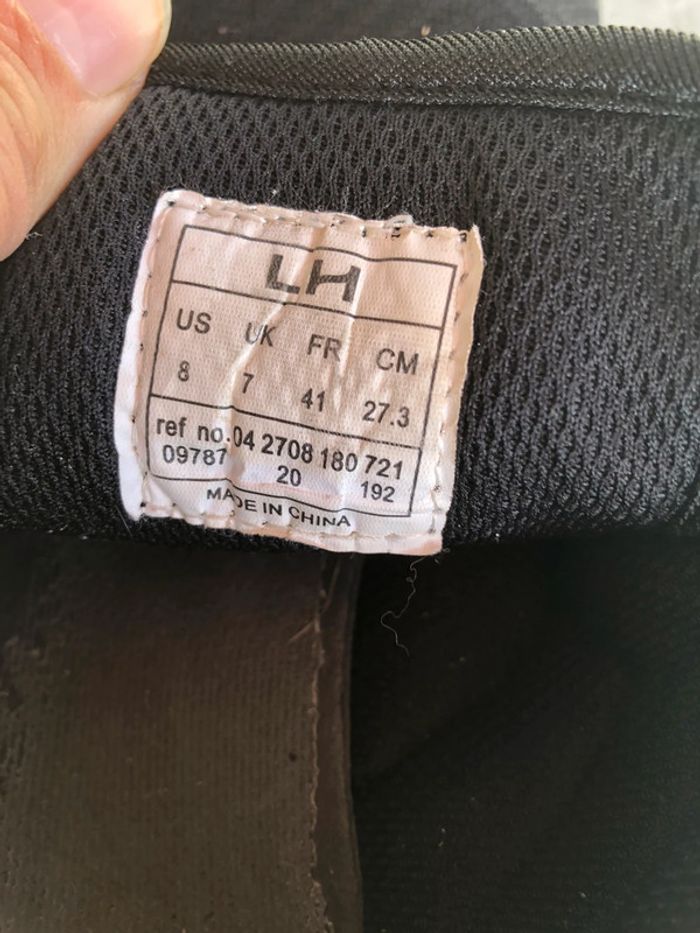 LH
US UK FR CM
8 7 41 27.3
ref no.04 2708 180 721
09787 20 192
MADE IN CHINA